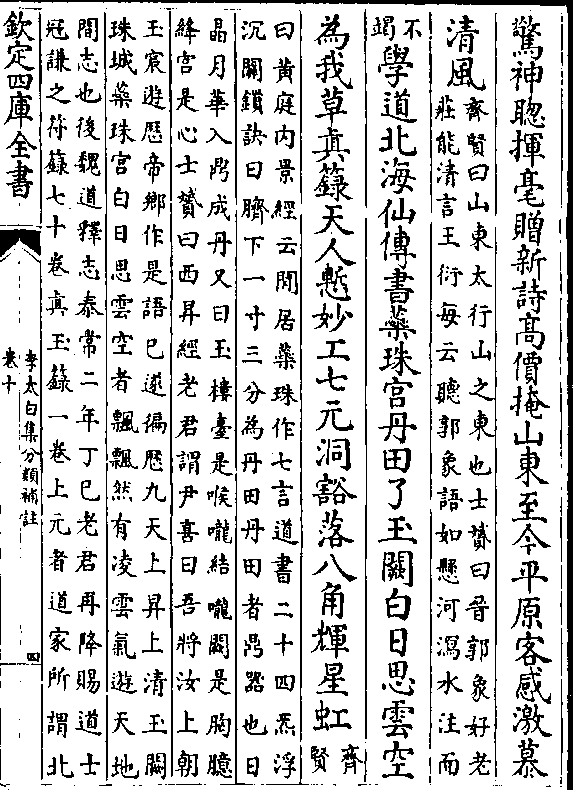 驚神聰揮毫贈新詩高價掩山東至今平原客感激慕
清風
齊賢曰山東太行山之東也士贇曰晉郭象好老
莊能清言王衍每云聽郭象語如懸河瀉水注而
不
竭
學道北海仙傳書蘂珠宫丹田了玉闕白日思雲空
為我草真籙天人慙妙工七元洞豁落八角輝星虹
齊
賢
曰黄庭内景經云閒居蘂珠作七言道書二十四炁浮
沉關鎖訣曰臍下一寸三分為丹田丹田者鼎器也日
晶月華入閈成丹又曰玉樓臺是喉嚨結嚨闕是胸臆
絳宫是心士贇曰西昇經老君謂尹喜曰吾將汝上朝
玉宸遊歴帝鄉作是語已遂徧歴九天上昇上清玉闕
珠城蘂珠宫白日思雲空者飄飄然有凌雲氣遊天地
間志也後魏道釋志泰常二年丁巳老君再降賜道士
冦謙之符籙七十卷真玉籙一卷上元者道家所謂北
欽定四庫全書
李太白集分類補註
卷十
四